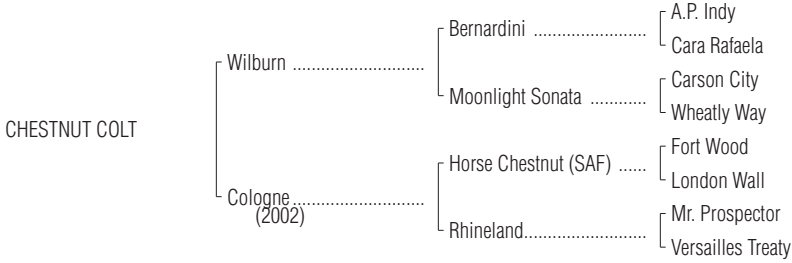 A.P. Indy
Bernardini ........................
Cara Rafaela
Wilburn ............................
Carson City
Moonlight Sonata ............
Wheatly Way
CHESTNUT COLT
Fort Wood
Horse Chestnut (SAF) ......
London Wall
Cologne............................
(2002)
Mr. Prospector
Rhineland..........................
Versailles Treaty